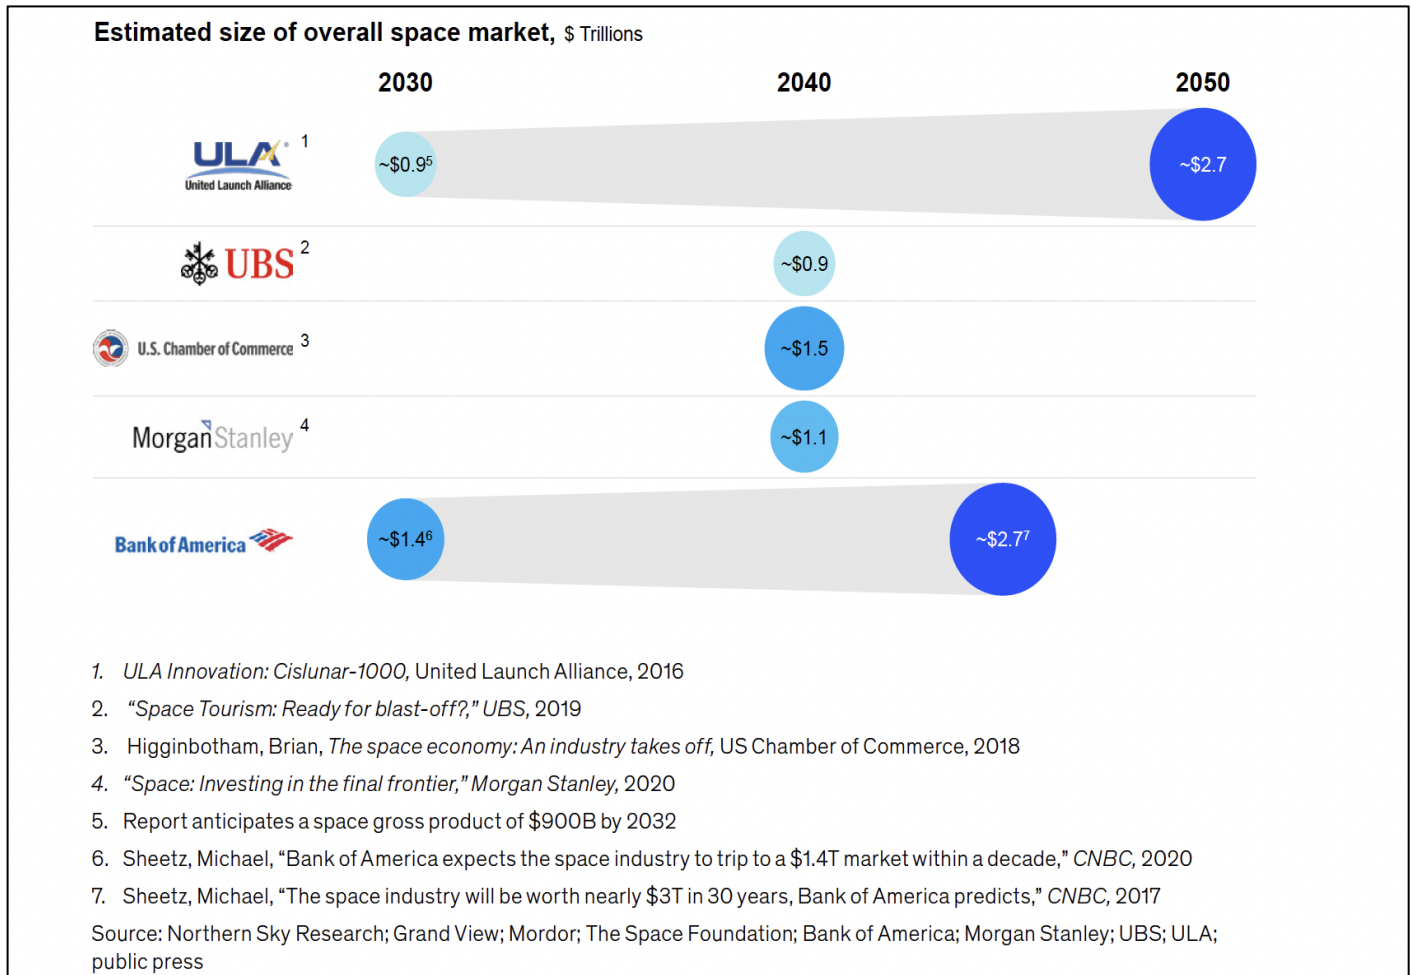 Estimated size of overall space market, $ Trillions
2030 2040 2050
ULA 1
United Launch Alliance
~$0.9⁵ ~$2.7
UBS 2
~$0.9
U.S. Chamber of Commerce 3
~$1.5
Morgan Stanley 4
~$1.1
Bank of America
~$1.4⁶ ~$2.7⁷
1. ULA Innovation: Cislunar-1000, United Launch Alliance, 2016
2. “Space Tourism: Ready for blast-off?,” UBS, 2019
3. Higginbotham, Brian, The space economy: An industry takes off, US Chamber of Commerce, 2018
4. “Space: Investing in the final frontier,” Morgan Stanley, 2020
5. Report anticipates a space gross product of $900B by 2032
6. Sheetz, Michael, “Bank of America expects the space industry to trip to a $1.4T market within a decade,” CNBC, 2020
7. Sheetz, Michael, “The space industry will be worth nearly $3T in 30 years, Bank of America predicts,” CNBC, 2017
Source: Northern Sky Research; Grand View; Mordor; The Space Foundation; Bank of America; Morgan Stanley; UBS; ULA;
public press